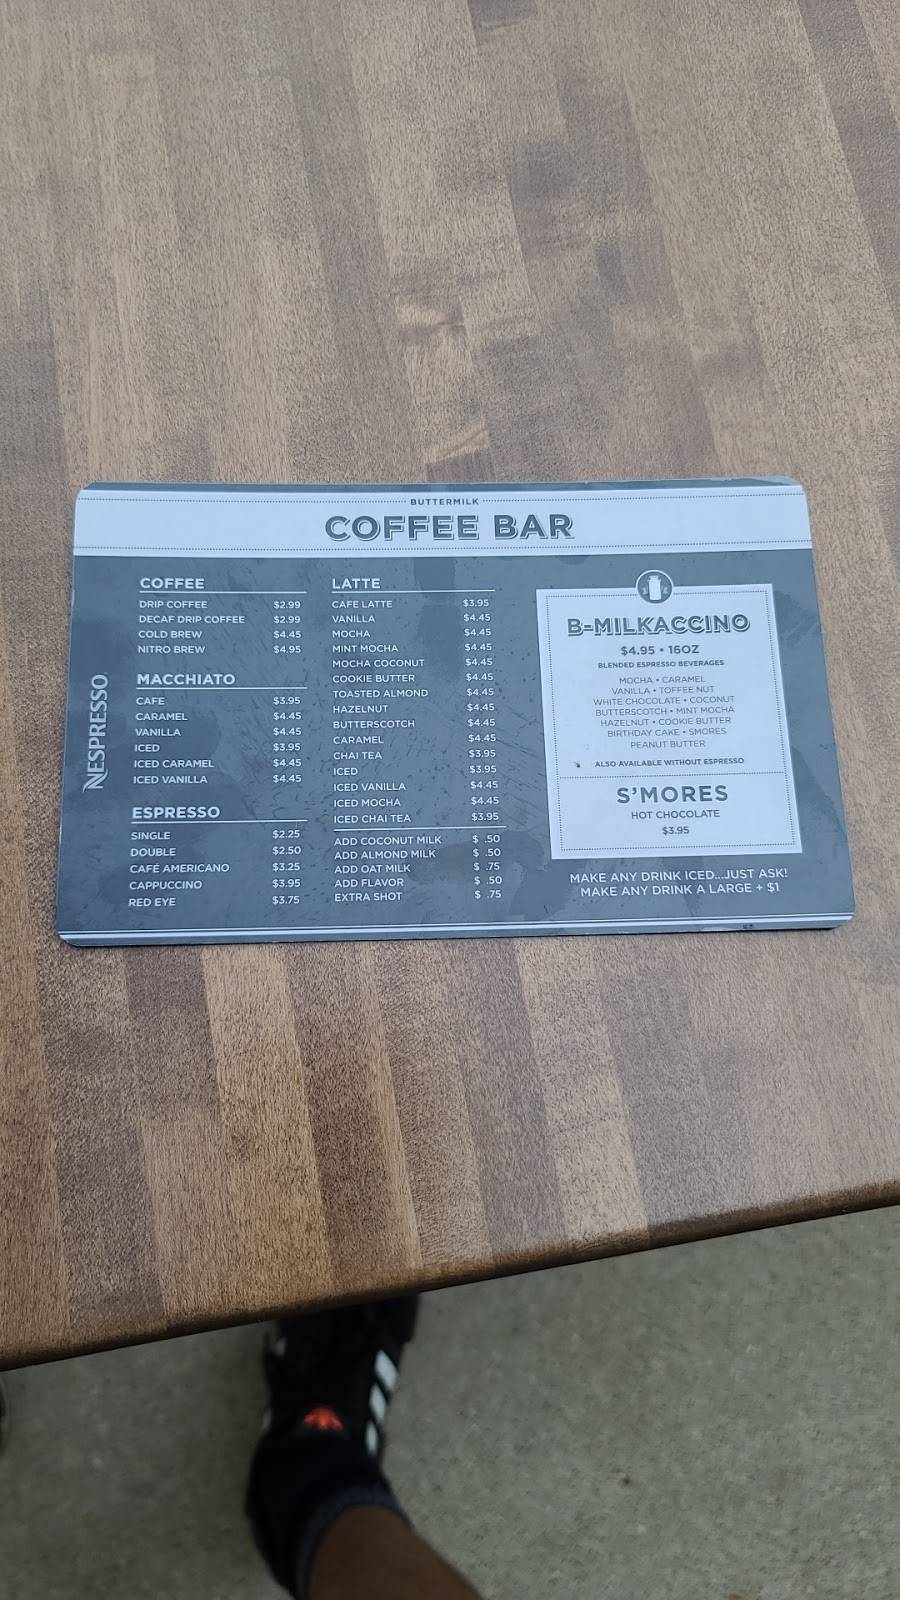 BUTTERMILK
COFFEE BAR
NESPRESSO
COFFEE
DRIP COFFEE $2.99
DECAF DRIP COFFEE $2.99
COLD BREW $4.45
NITRO BREW $4.95
MACCHIATO
CAFE $3.95
CARAMEL $4.45
VANILLA $4.45
ICED $3.95
ICED CARAMEL $4.45
ICED VANILLA $4.45
ESPRESSO
SINGLE $2.25
DOUBLE $2.50
CAFÉ AMERICANO $3.25
CAPPUCCINO $3.95
RED EYE $3.75
LATTE
CAFE LATTE $3.95
VANILLA $4.45
MOCHA $4.45
MINT MOCHA $4.45
MOCHA COCONUT $4.45
COOKIE BUTTER $4.45
TOASTED ALMOND $4.45
HAZELNUT $4.45
BUTTERSCOTCH $4.45
CARAMEL $4.45
CHAI TEA $3.95
ICED $3.95
ICED VANILLA $4.45
ICED MOCHA $4.45
ICED CHAI TEA $3.95
ADD COCONUT MILK $ .50
ADD ALMOND MILK $ .50
ADD OAT MILK $ .75
ADD FLAVOR $ .50
EXTRA SHOT $ .75
B-MILKACCINO
$4.95 • 16OZ
BLENDED ESPRESSO BEVERAGES
MOCHA • CARAMEL
VANILLA • TOFFEE NUT
WHITE CHOCOLATE • COCONUT
BUTTERSCOTCH • MINT MOCHA
HAZELNUT • COOKIE BUTTER
BIRTHDAY CAKE • SMORES
PEANUT BUTTER
ALSO AVAILABLE WITHOUT ESPRESSO
S'MORES
HOT CHOCOLATE
$3.95
MAKE ANY DRINK ICED...JUST ASK!
MAKE ANY DRINK A LARGE + $1